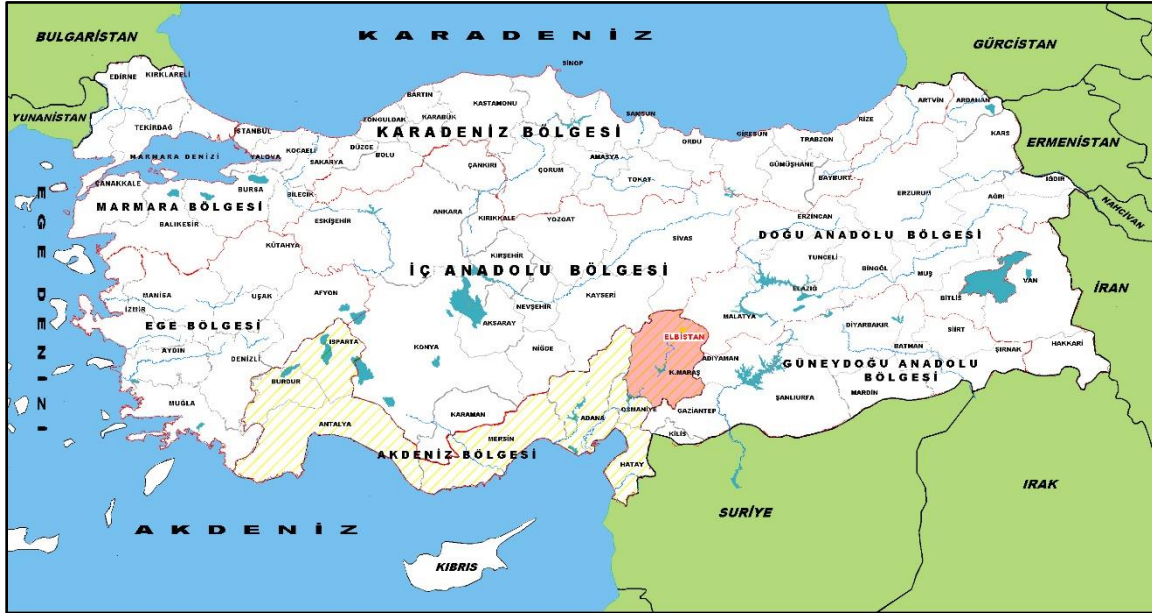 BULGARİSTAN
KARADENİZ
GÜRCİSTAN
SİNOP
EDİRNE
KIRKLARELİ
BARTIN
KASTAMONU
ARTVİN
ARDAHAN
YUNANİSTAN
ZONGULDAK
KARABÜK
SAMSUN
RİZE
TEKİRDAĞ
İSTANBUL
KARADENİZ BÖLGESİ
GİRESUN
TRABZON
KARS
ERMENİSTAN
MARMARA DENİZİ
YALOVA
KOCAELİ
SAKARYA
DÜZCE
BOLU
ÇANKIRI
ÇORUM
AMASYA
ORDU
GÜMÜŞHANE
BAYBURT
ÇANAKKALE
BURSA
BİLECİK
TOKAT
ERZURUM
AĞRI
IĞDIR
NAHCİVAN
MARMARA BÖLGESİ
ESKİŞEHİR
ANKARA
KIRIKKALE
YOZGAT
ERZİNCAN
BALIKESİR
KÜTAHYA
SİVAS
DOĞU ANADOLU BÖLGESİ
EGE DENİZİ
KIRŞEHİR
TUNCELİ
BİNGÖL
MUŞ
VAN
İRAN
İÇ ANADOLU BÖLGESİ
MANİSA
UŞAK
AFYON
NEVŞEHİR
KAYSERİ
ELAZIĞ
BİTLİS
İZMİR
AKSARAY
MALATYA
EGE BÖLGESİ
DİYARBAKIR
SİİRT
ISPARTA
KONYA
NİĞDE
ELBİSTAN
BATMAN
ŞIRNAK
HAKKARİ
AYDIN
DENİZLİ
ADIYAMAN
GÜNEYDOĞU ANADOLU
BÖLGESİ
BURDUR
K.MARAŞ
MUĞLA
KARAMAN
ADANA
OSMANİYE
GAZİANTEP
ŞANLIURFA
MARDİN
ANTALYA
MERSİN
KİLİS
AKDENİZ BÖLGESİ
HATAY
IRAK
SURİYE
AKDENİZ
KIBRIS